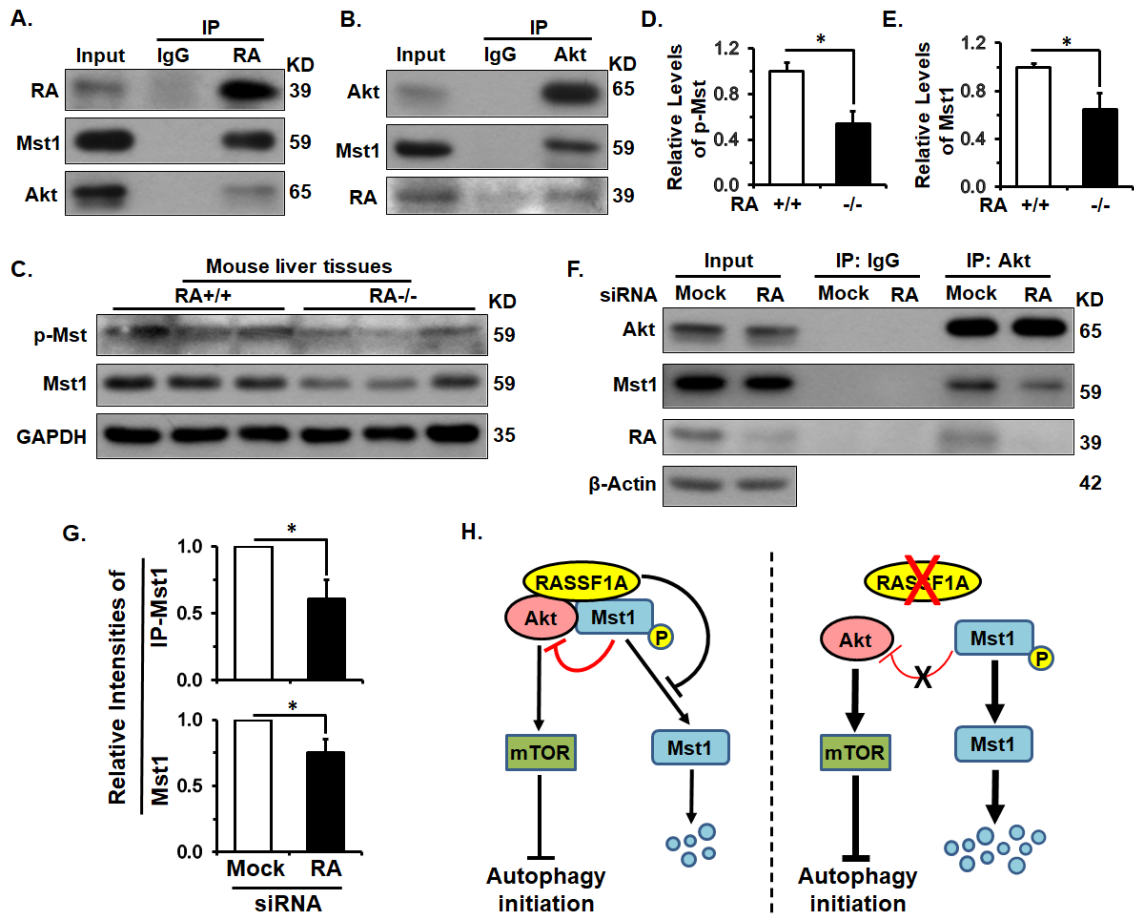 A.
IP
Input IgG RA KD
RA 39
Mst1 59
Akt 65
B.
IP
Input IgG Akt KD
Akt 65
Mst1 59
RA 39
D.
Relative Levels
of p-Mst
*
1.2
0.8
0.4
0.0
RA +/+ -/-
E.
Relative Levels
of Mst1
*
1.2
0.8
0.4
0.0
RA +/+ -/-
C.
Mouse liver tissues
RA+/+ RA-/- KD
p-Mst 59
Mst1 59
GAPDH 35
F.
Input IP: IgG IP: Akt
siRNA Mock RA Mock RA Mock RA KD
Akt 65
Mst1 59
RA 39
β-Actin 42
G.
Relative Intensities of
IP-Mst1
*
1.0
0.5
0.0
Mst1
*
1.0
0.5
0.0
Mock RA
siRNA
H.
RASSF1A
Akt Mst1
P
mTOR
Mst1
Autophagy
initiation
RASSF1A
X
Akt
Mst1
P
X
mTOR
Mst1
Autophagy
initiation